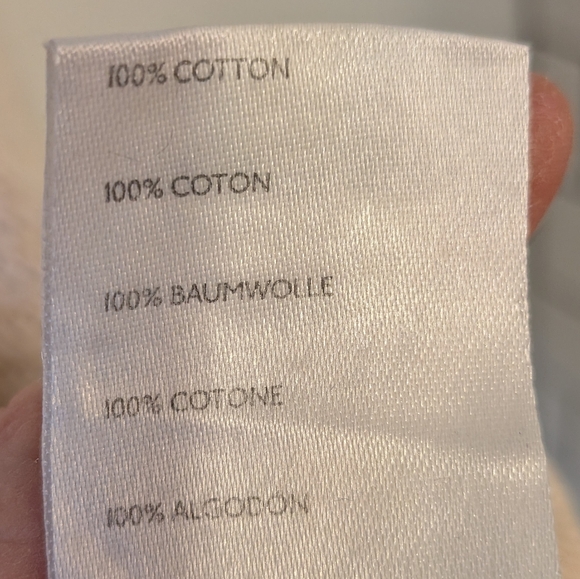 100% COTTON
100% COTON
100% BAUMWOLLE
100% COTONE
100% ALGODON